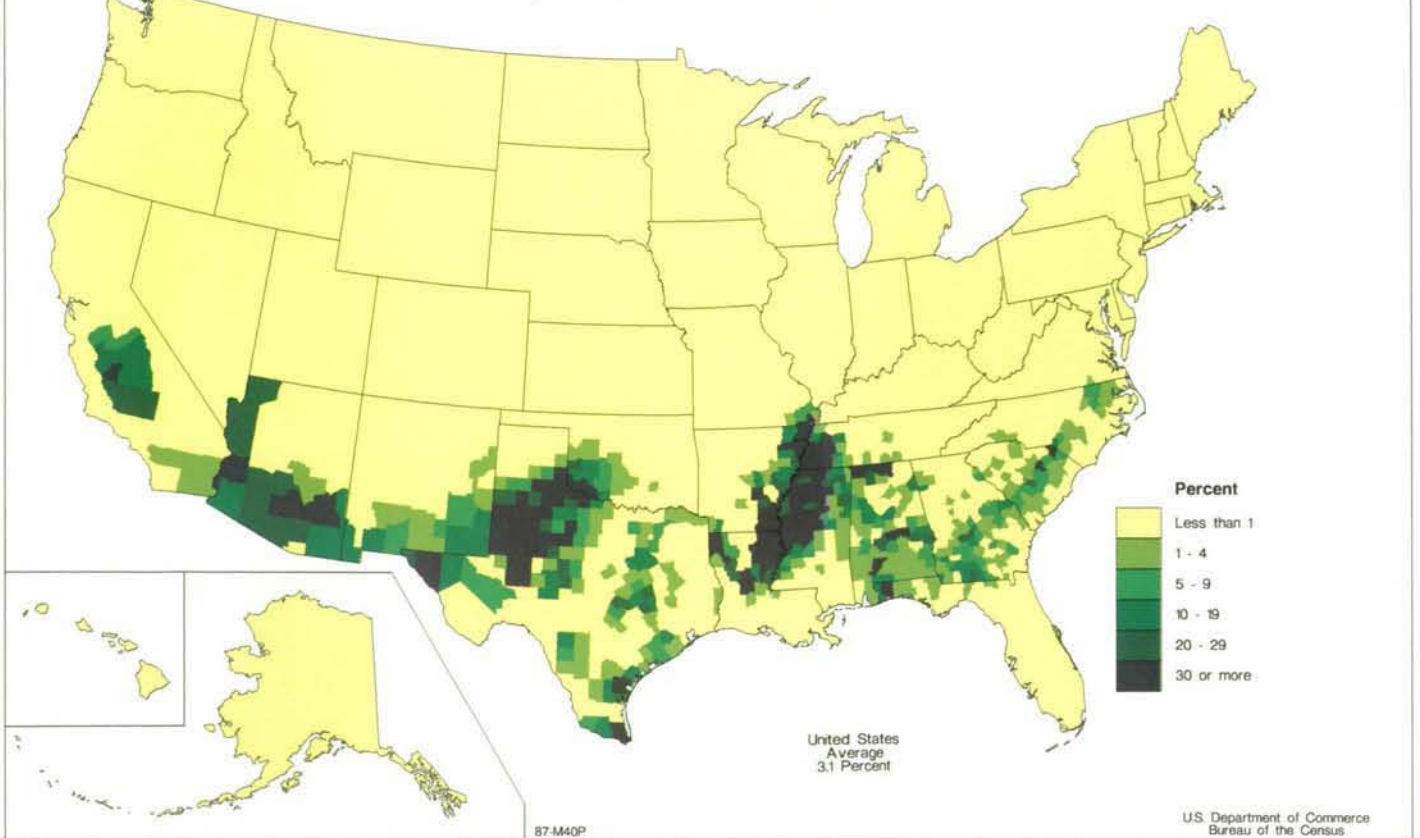 Percent
Less than 1
1 - 4
5 - 9
10 - 19
20 - 29
30 or more
United States
Average
3.1 Percent
87-M40P
U.S. Department of Commerce
Bureau of the Census